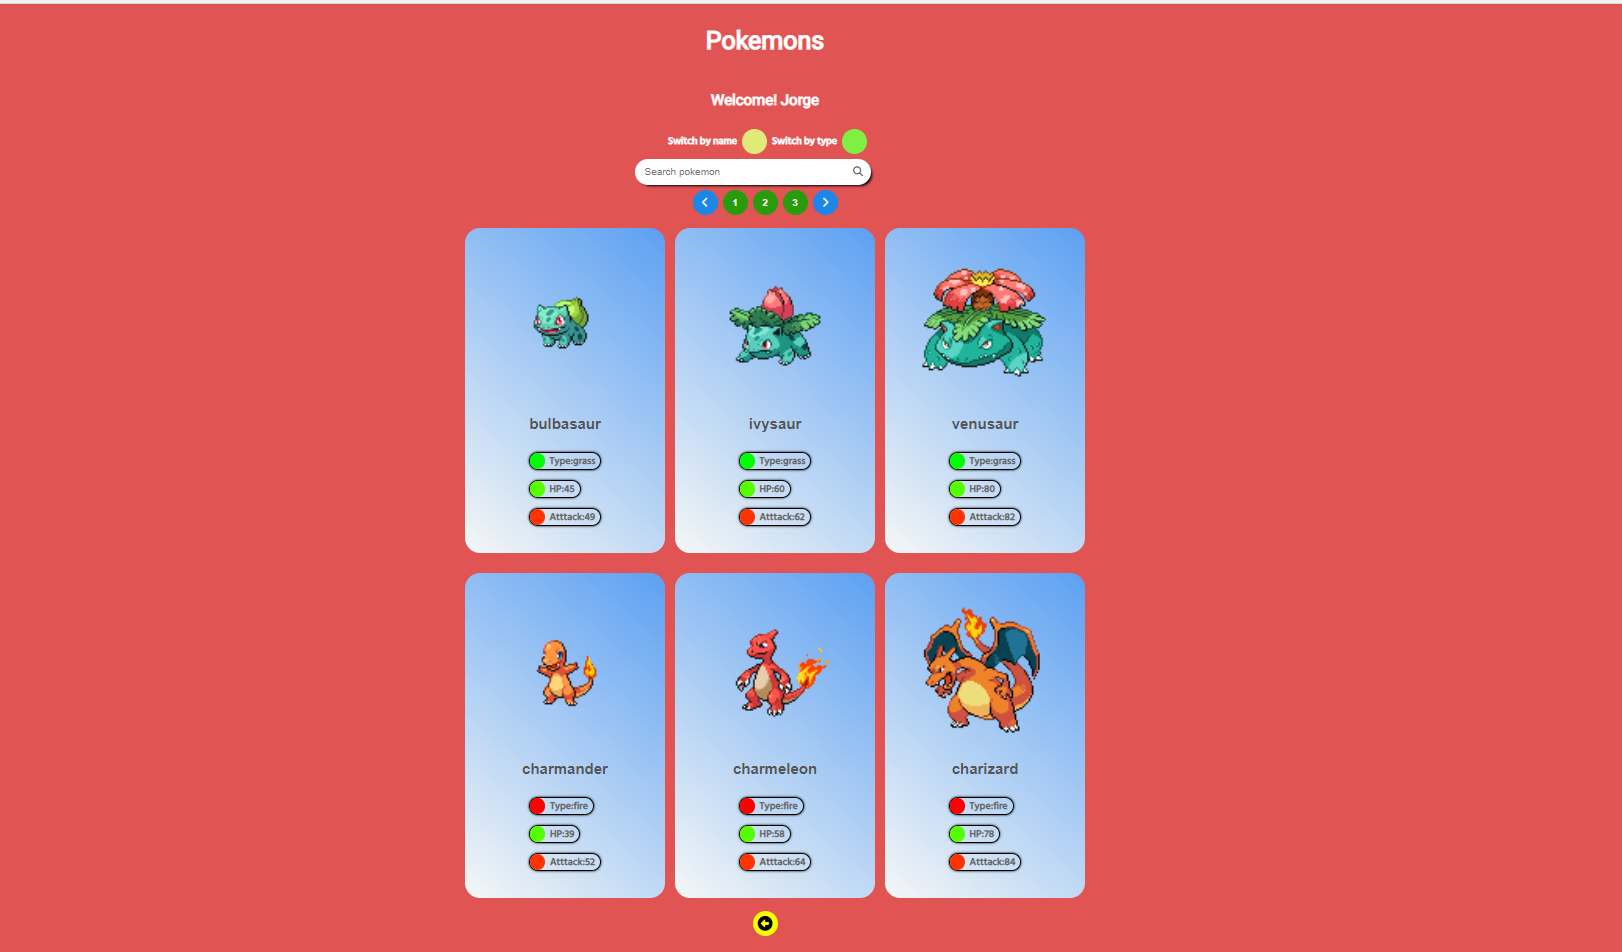 Pokemons
Welcome! Jorge
Switch by name Switch by type
Search pokemon
1 2 3
bulbasaur ivysaur venusaur
Type:grass Type:grass Type:grass
HP:45 HP:60 HP:80
Atttack:49 Atttack:62 Atttack:82
charmander charmeleon charizard
Type:fire Type:fire Type:fire
HP:39 HP:58 HP:78
Atttack:52 Atttack:64 Atttack:84